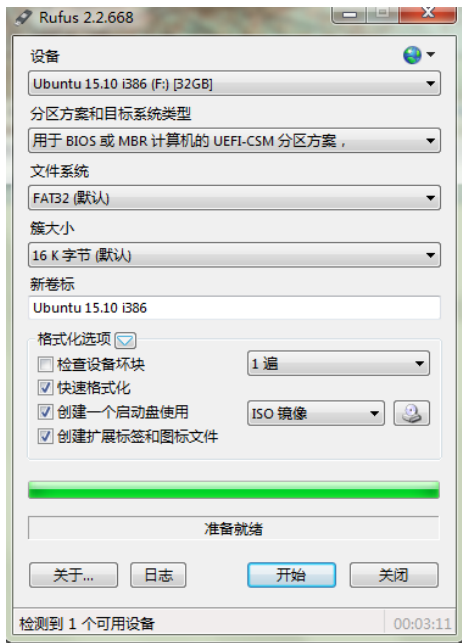 Rufus 2.2.668
设备
Ubuntu 15.10 i386 (F:) [32GB]
分区方案和目标系统类型
用于 BIOS 或 MBR 计算机的 UEFI-CSM 分区方案，
文件系统
FAT32 (默认)
簇大小
16 K 字节 (默认)
新卷标
Ubuntu 15.10 i386
格式化选项
检查设备坏块 1 遍
快速格式化
创建一个启动盘使用 ISO 镜像
创建扩展标签和图标文件
准备就绪
关于... 日志 开始 关闭
检测到 1 个可用设备 00:03:11